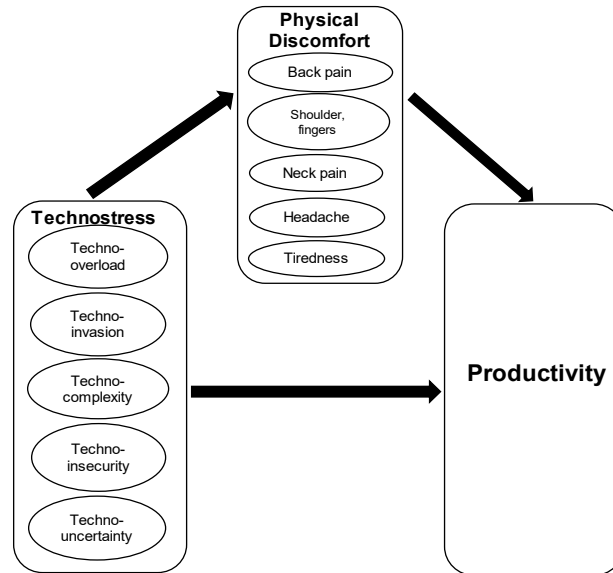 Physical
Discomfort
Back pain
Shoulder,
fingers
Neck pain
Headache
Tiredness
Technostress
Techno-
overload
Techno-
invasion
Techno-
complexity
Techno-
insecurity
Techno-
uncertainty
Productivity